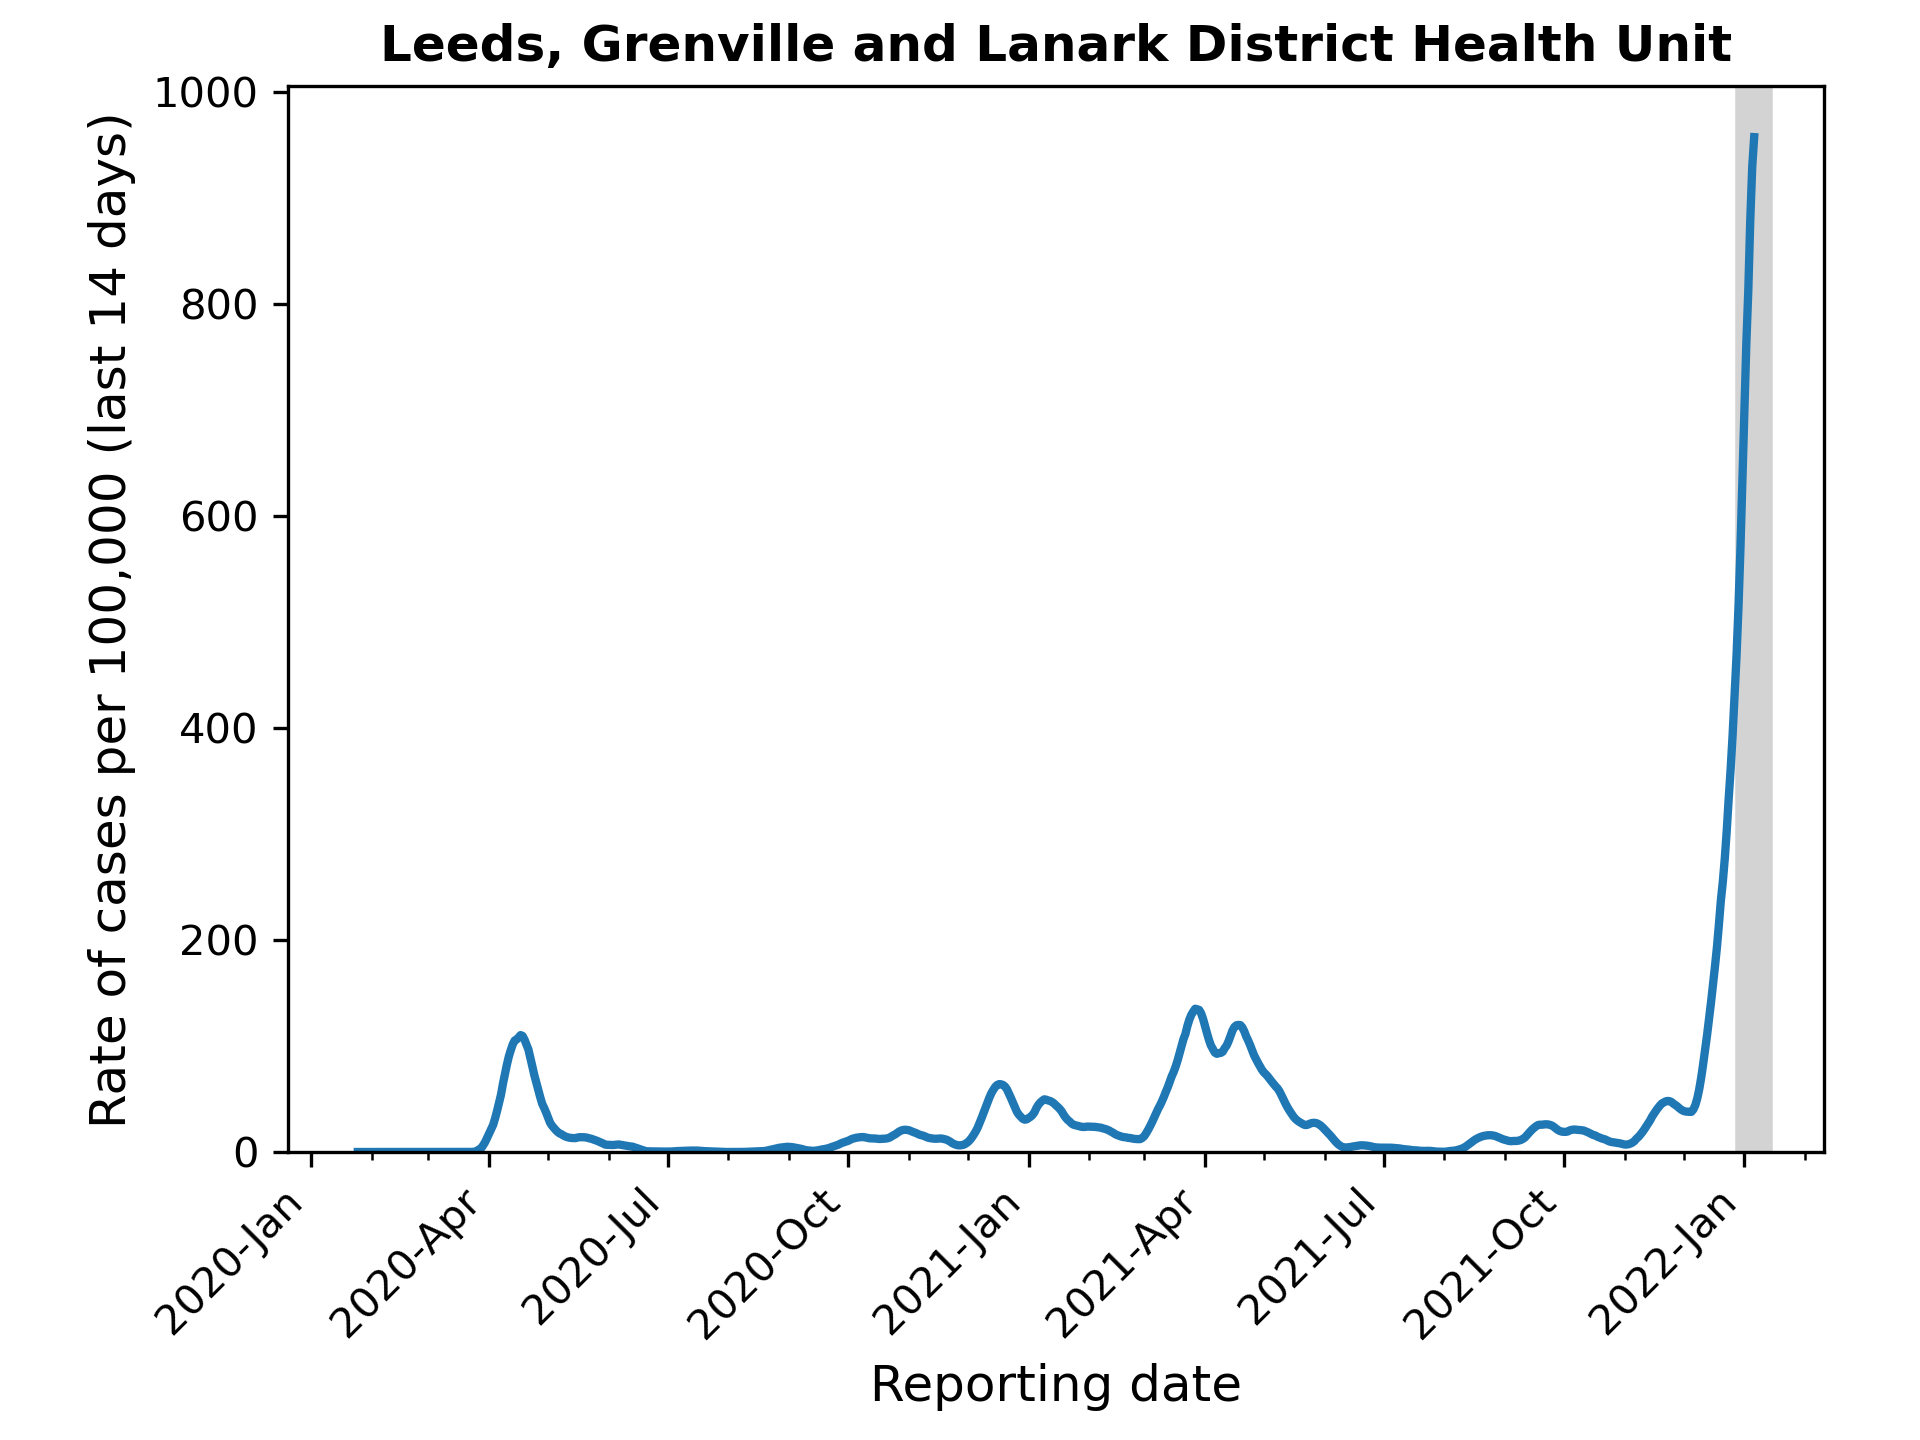 Leeds, Grenville and Lanark District Health Unit
Rate of cases per 100,000 (last 14 days)
1000
800
600
400
200
0
2020-Jan
2020-Apr
2020-Jul
2020-Oct
2021-Jan
2021-Apr
2021-Jul
2021-Oct
2022-Jan
Reporting date